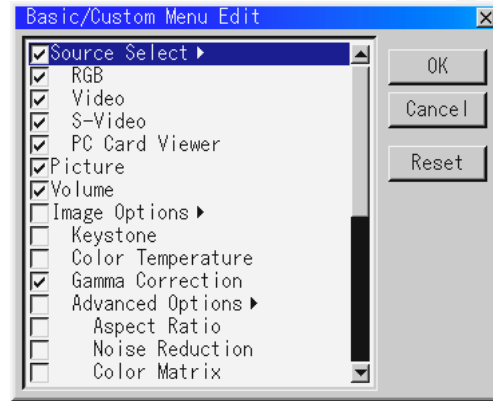 Basic/Custom Menu Edit
Source Select
RGB
Video
S-Video
PC Card Viewer
Picture
Volume
Image Options
Keystone
Color Temperature
Gamma Correction
Advanced Options
Aspect Ratio
Noise Reduction
Color Matrix
OK
Cancel
Reset